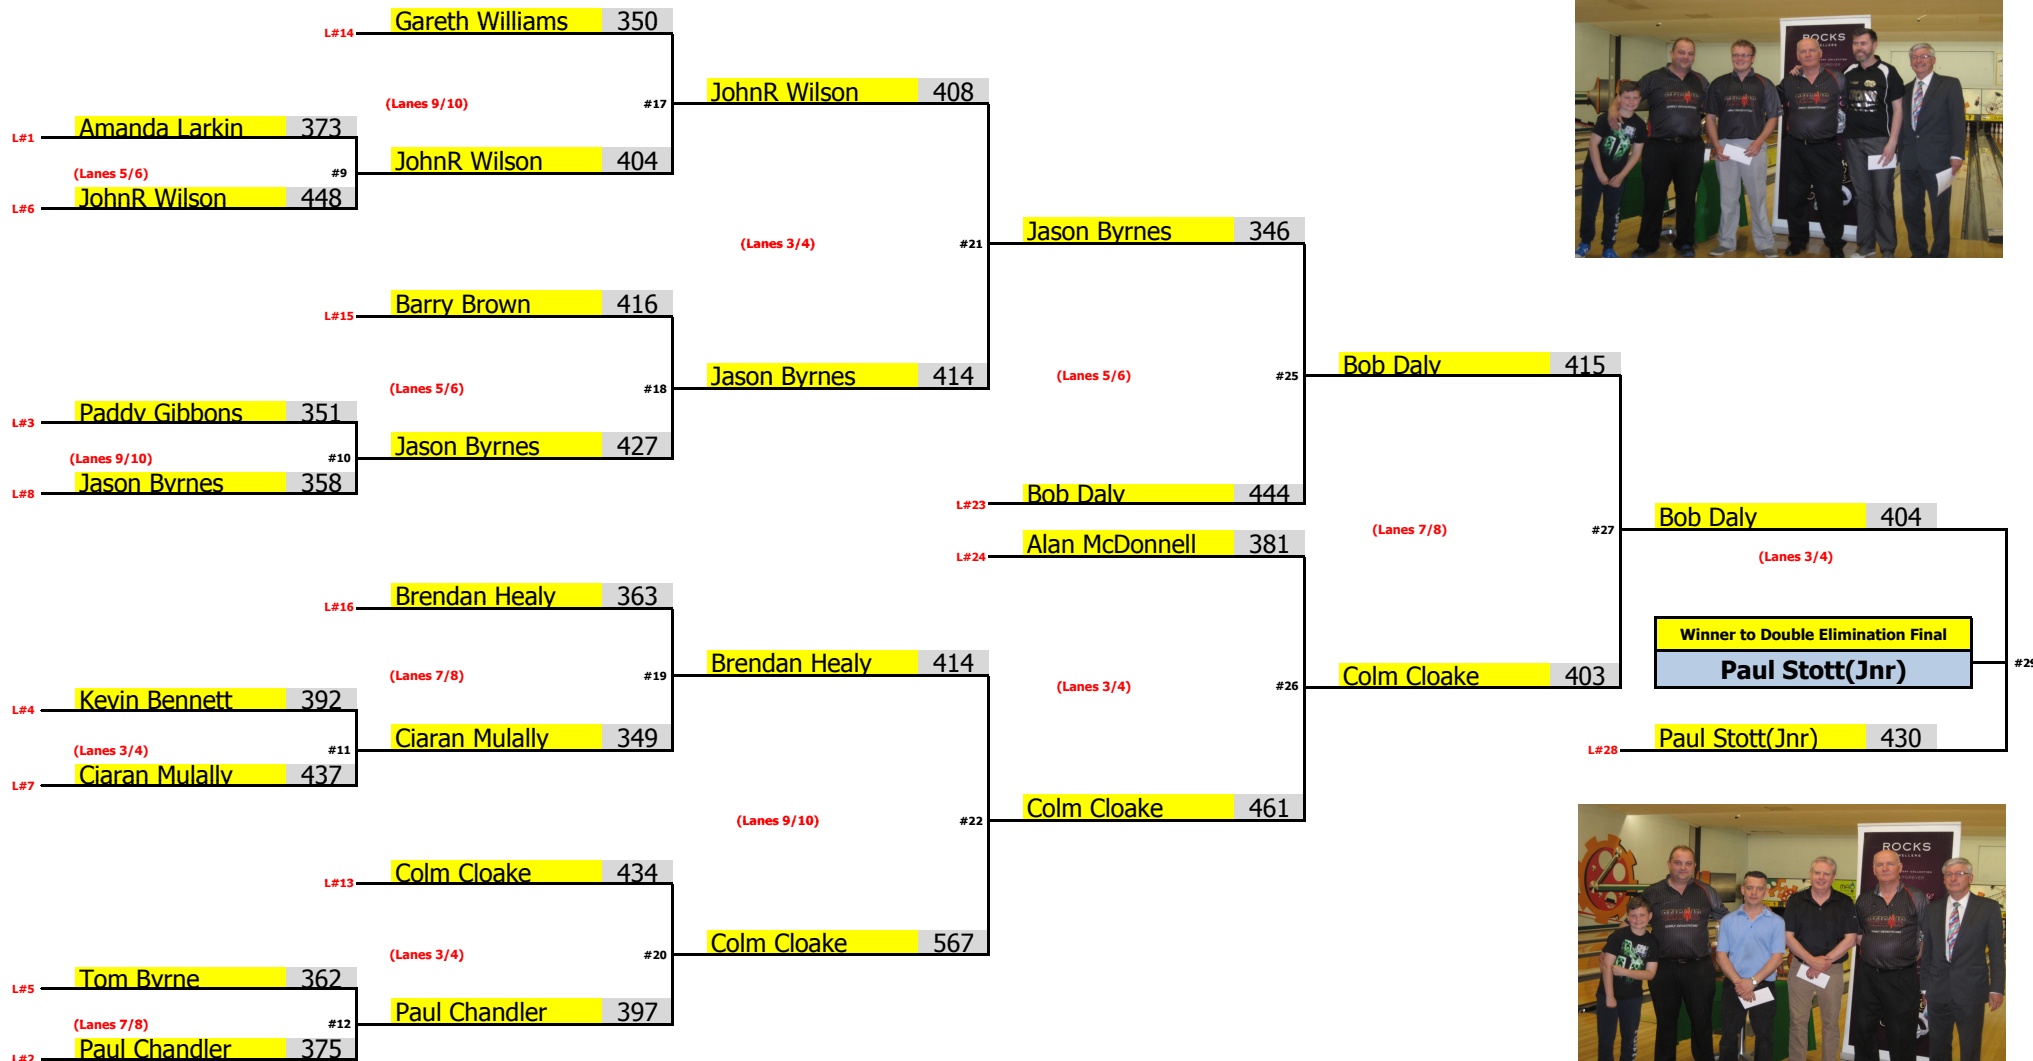 Gareth Williams 350
L#14
(Lanes 9/10) #17
JohnR Wilson 408
Amanda Larkin 373
L#1
(Lanes 5/6) #9
JohnR Wilson 404
JohnR Wilson 448
L#6
(Lanes 3/4) #21
Jason Byrnes 346
Barry Brown 416
L#15
(Lanes 5/6) #18
Jason Byrnes 414
(Lanes 5/6) #25
Bob Daly 415
Paddy Gibbons 351
L#3
(Lanes 9/10) #10
Jason Byrnes 427
Jason Byrnes 358
L#8
Bob Daly 444
L#23
(Lanes 7/8) #27
Bob Daly 404
(Lanes 3/4)
Alan McDonnell 381
L#24
Brendan Healy 363
L#16
(Lanes 7/8) #19
Brendan Healy 414
(Lanes 3/4) #26
Colm Cloake 403
Winner to Double Elimination Final
Paul Stott(Jnr)
#29
Kevin Bennett 392
L#4
(Lanes 3/4) #11
Ciaran Mulally 349
Ciaran Mulally 437
L#7
Paul Stott(Jnr) 430
L#28
(Lanes 9/10) #22
Colm Cloake 461
Colm Cloake 434
L#13
(Lanes 3/4) #20
Colm Cloake 567
Tom Byrne 362
L#5
(Lanes 7/8) #12
Paul Chandler 397
Paul Chandler 375
L#2
ROCKS
ROCKS